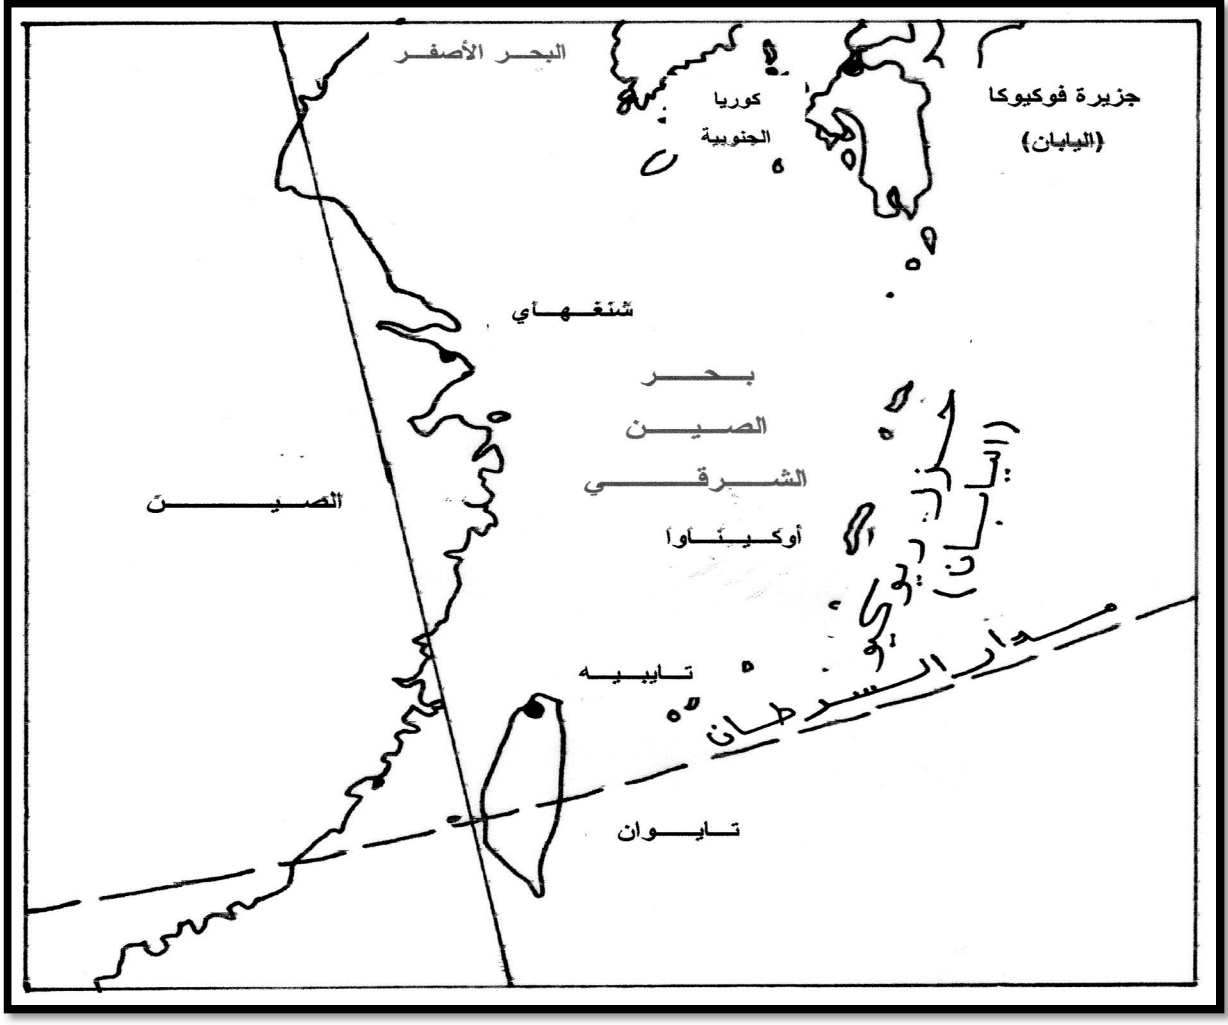 البحر الأصفر
كوريا
الجنوبية
جزيرة فوكيوكا
(اليابان)
شنغهاي
بحر
الصين
الشرقي
الصين
أوكيناوا
جزر ريوكيو
(اليابان)
مدار السرطان
تايبيه
تايوان